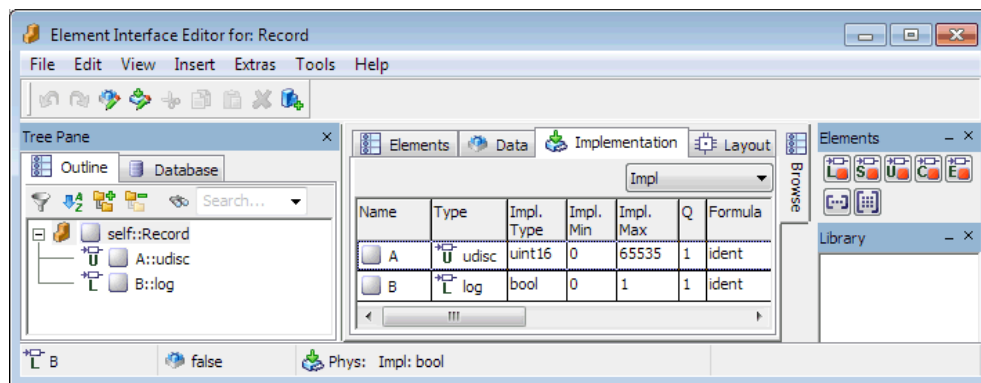 Element Interface Editor for: Record
File Edit View Insert Extras Tools Help
Tree Pane
Outline Database
Search...
self::Record
A::udisc
B::log
Elements Data Implementation Layout
Impl
Name Type Impl. Type Impl. Min Impl. Max Q Formula
A udisc uint16 0 65535 1 ident
B log bool 0 1 1 ident
Browse
Elements
L S U C E
Library
B false Phys: Impl: bool